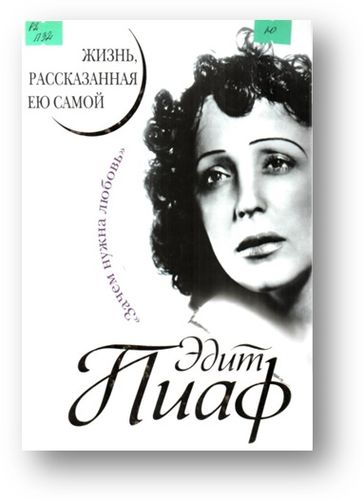 ЖИЗНЬ,
РАССКАЗАННАЯ
ЕЮ САМОЙ
«Зачем нужна любовь»
Эдит
Пиаф